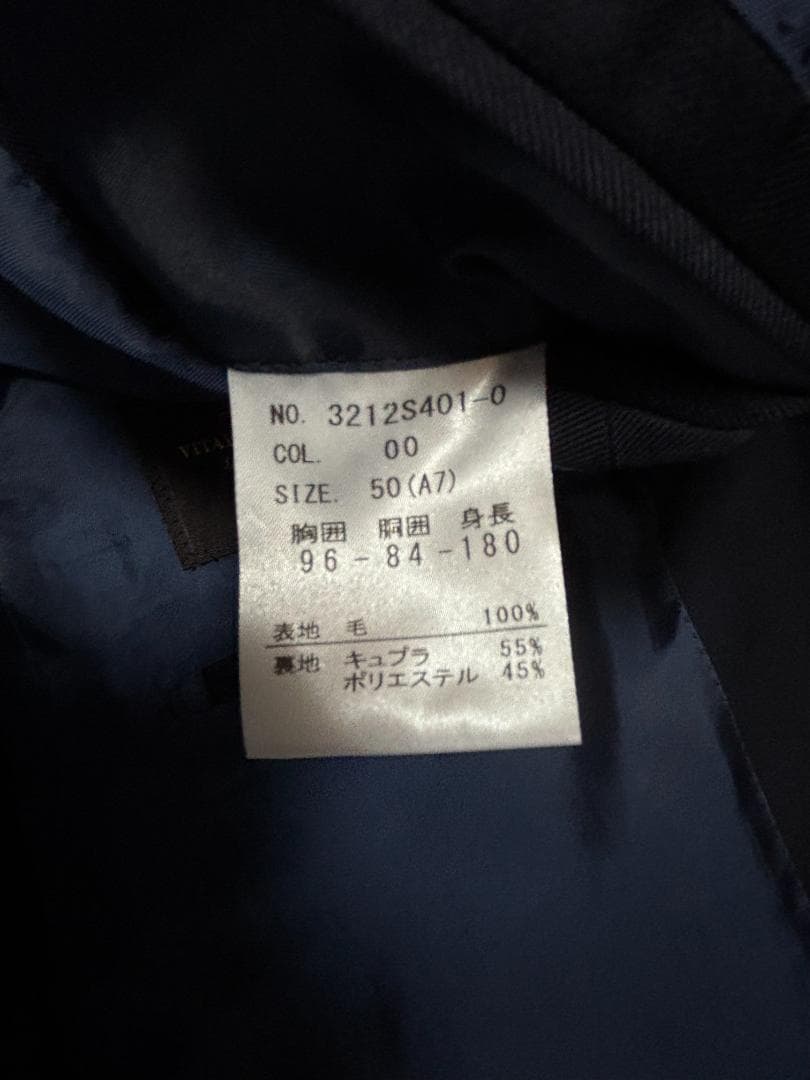 NO. 3212S401-0
COL. 00
SIZE. 50(A7)
胸囲 胴囲 身長
96-84-180
表地 毛 100%
裏地 キュプラ 55%
ポリエステル 45%